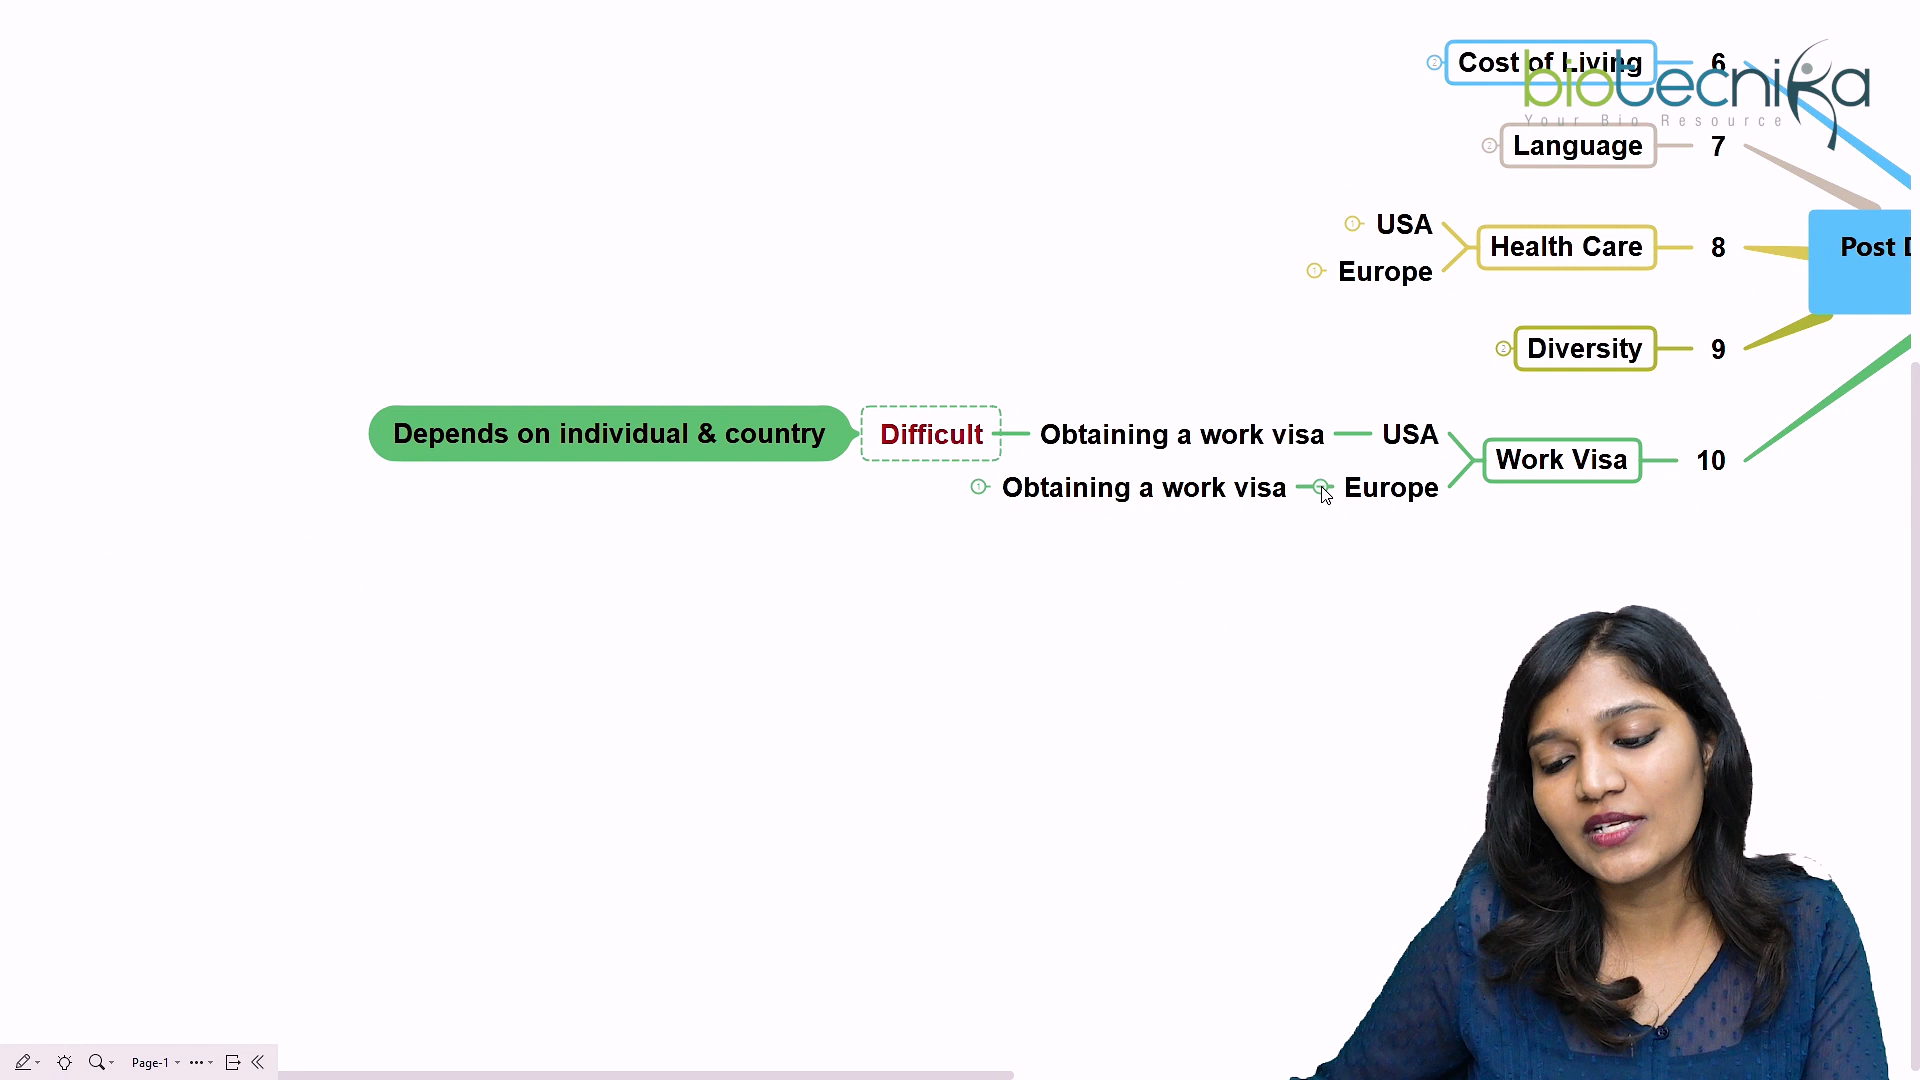 Cost of Living 6
biotecnika
Your Bio Resource
Language 7
USA
Health Care 8
Europe
Post D
Diversity 9
Depends on individual & country Difficult Obtaining a work visa USA
Work Visa 10
Obtaining a work visa Europe
Page-1